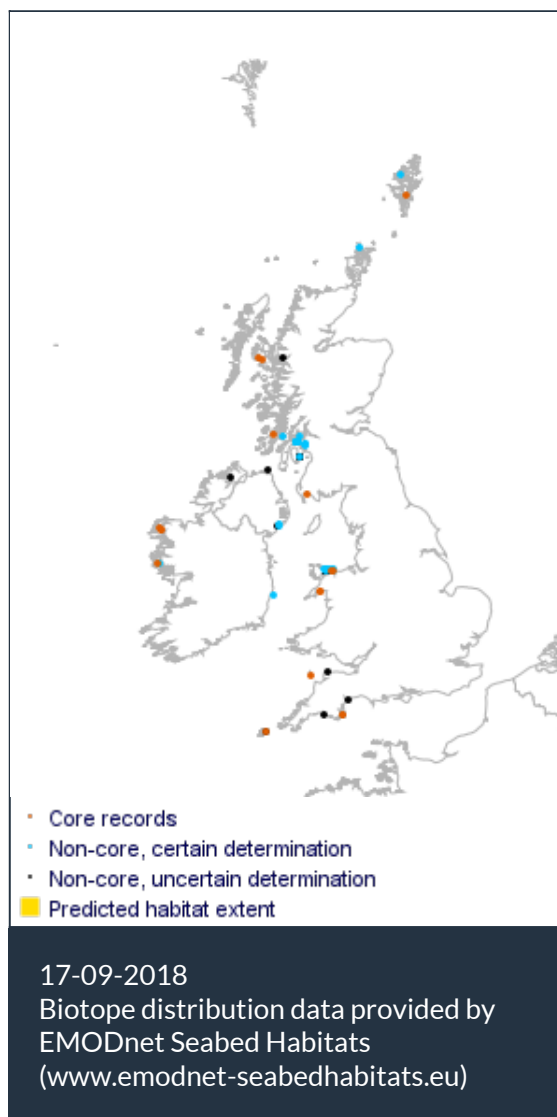 Core records
Non-core, certain determination
Non-core, uncertain determination
Predicted habitat extent
17-09-2018
Biotope distribution data provided by
EMODnet Seabed Habitats
(www.emodnet-seabedhabitats.eu)